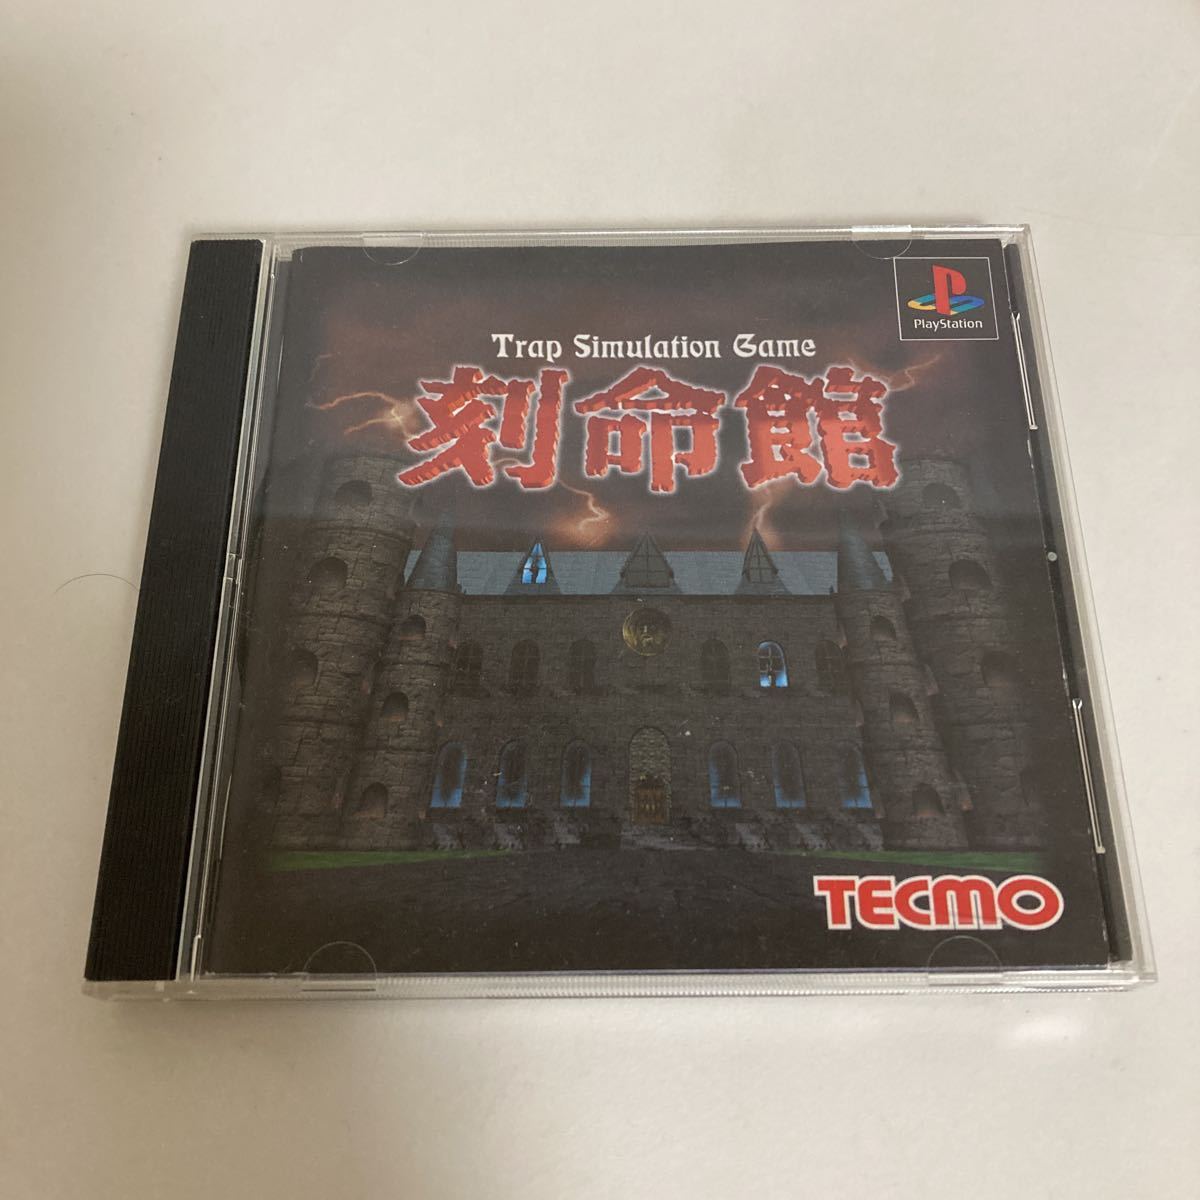 PlayStation
Trap Simulation Game
刻命館
TECMO